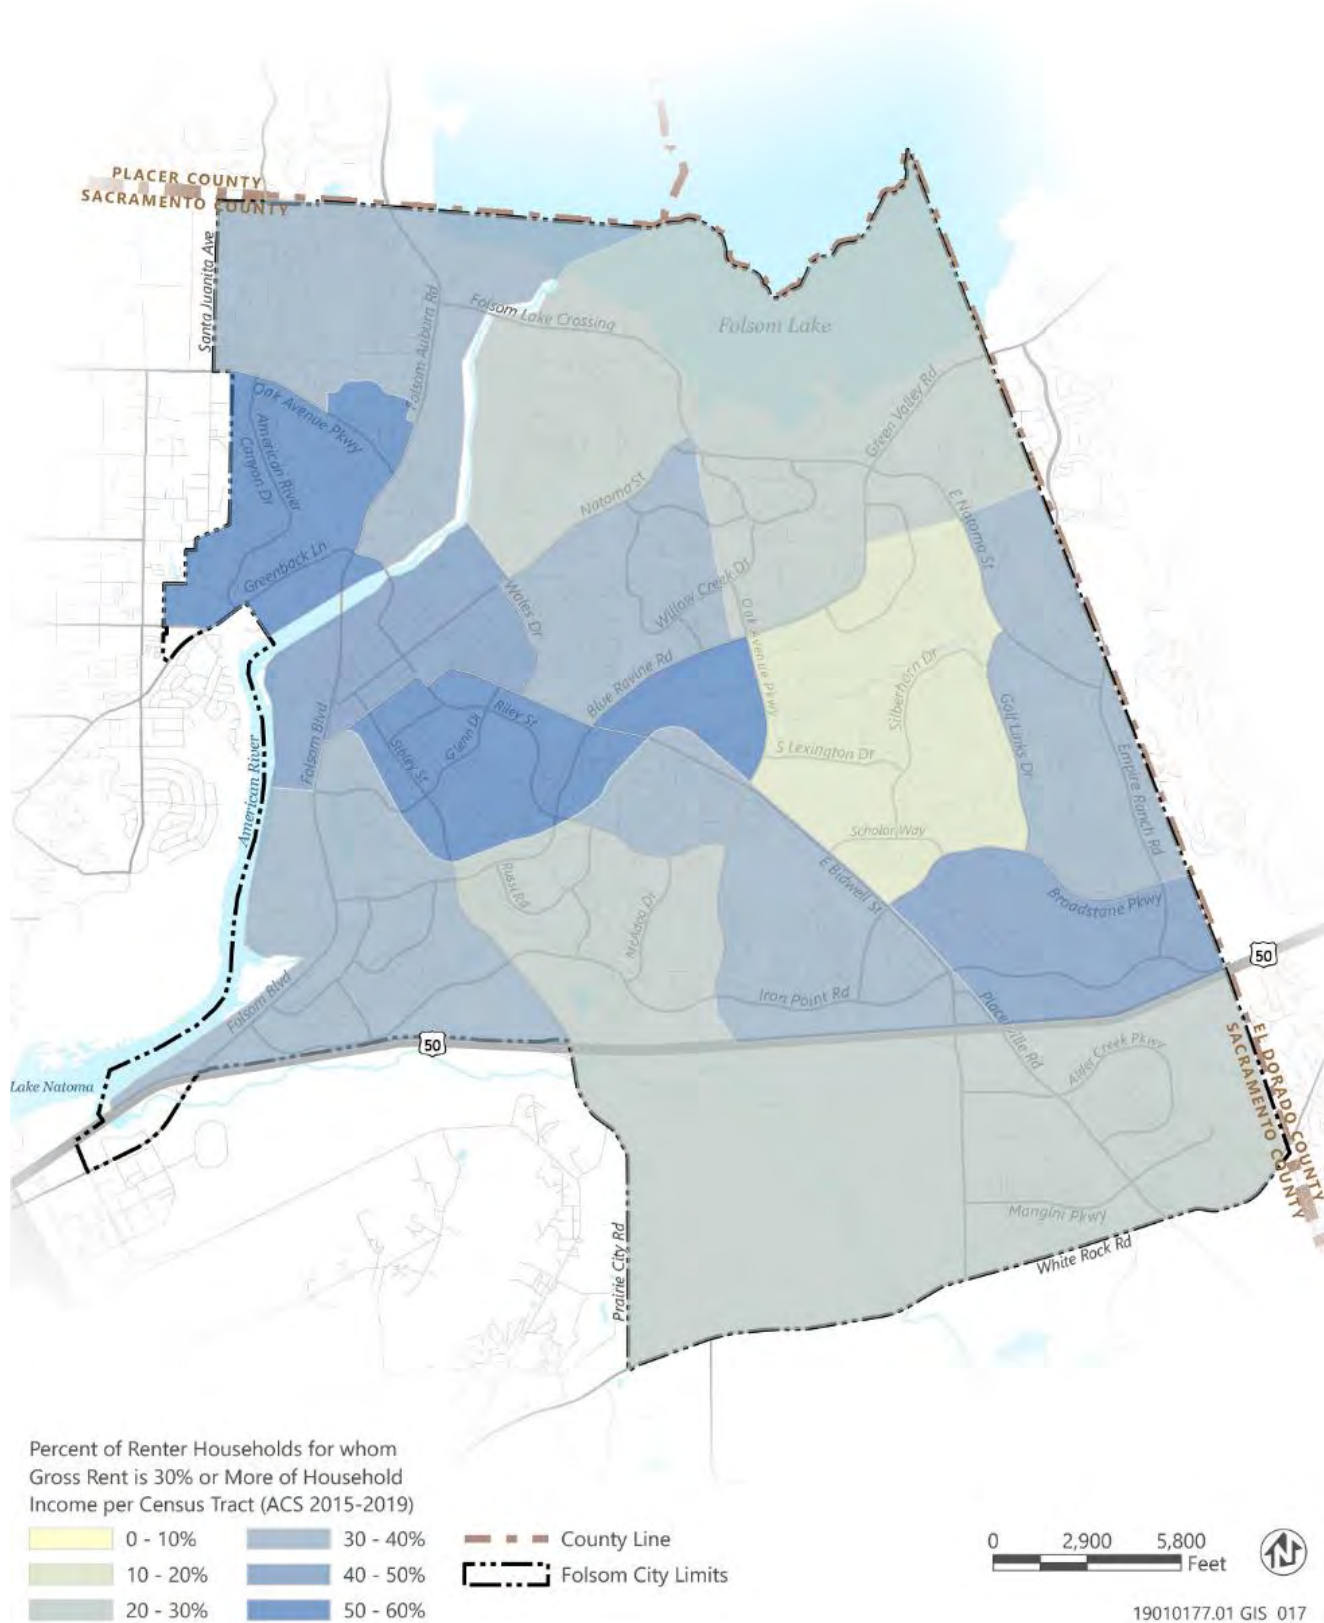 PLACER COUNTY
SACRAMENTO COUNTY
Santa Juanita Ave
Folsom Auburn Rd
Folsom Lake Crossing
Folsom Lake
Green Valley Rd
Oak Avenue Pkwy
American River
Canyon Dr
Natoma St
E Natoma St
Greenback Ln
Wales Dr
Willow Creek Dr
Oak Avenue Pkwy
Blue Ravine Rd
Silberhorn Dr
Golf Links Dr
Riley St
Glenn Dr
Sibley St
Folsom Blvd
S Lexington Dr
Empire Ranch Rd
American River
Scholar Way
E Bidwell St
Russi Rd
McAdoo Dr
Broadstone Pkwy
50
Iron Point Rd
Folsom Blvd
Placerville Rd
50
Alder Creek Pkwy
EL DORADO COUNTY
SACRAMENTO COUNTY
Lake Natoma
Mangini Pkwy
White Rock Rd
Prairie City Rd
Percent of Renter Households for whom
Gross Rent is 30% or More of Household
Income per Census Tract (ACS 2015-2019)
0 - 10%
10 - 20%
20 - 30%
30 - 40%
40 - 50%
50 - 60%
County Line
Folsom City Limits
0 2,900 5,800
Feet
N
19010177.01 GIS 017